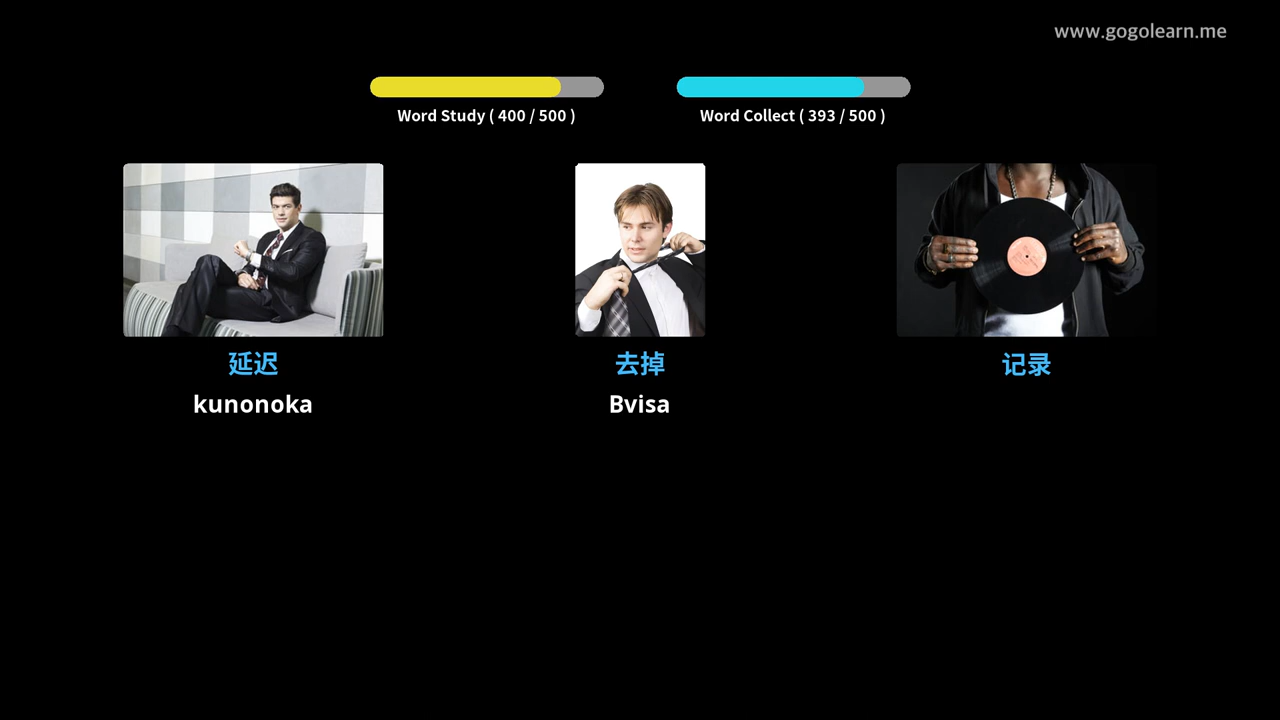 www.gogolearn.me
Word Study ( 400 / 500 )
Word Collect ( 393 / 500 )
延迟
去掉
记录
kunonoka
Bvisa